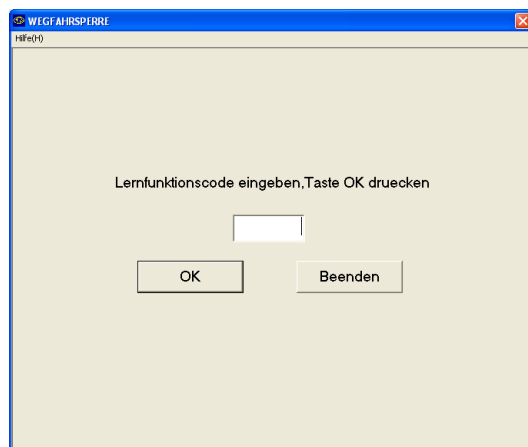 WEGFAHRSPERRE
Hilfe(H)
Lernfunktionscode eingeben,Taste OK druecken
OK
Beenden